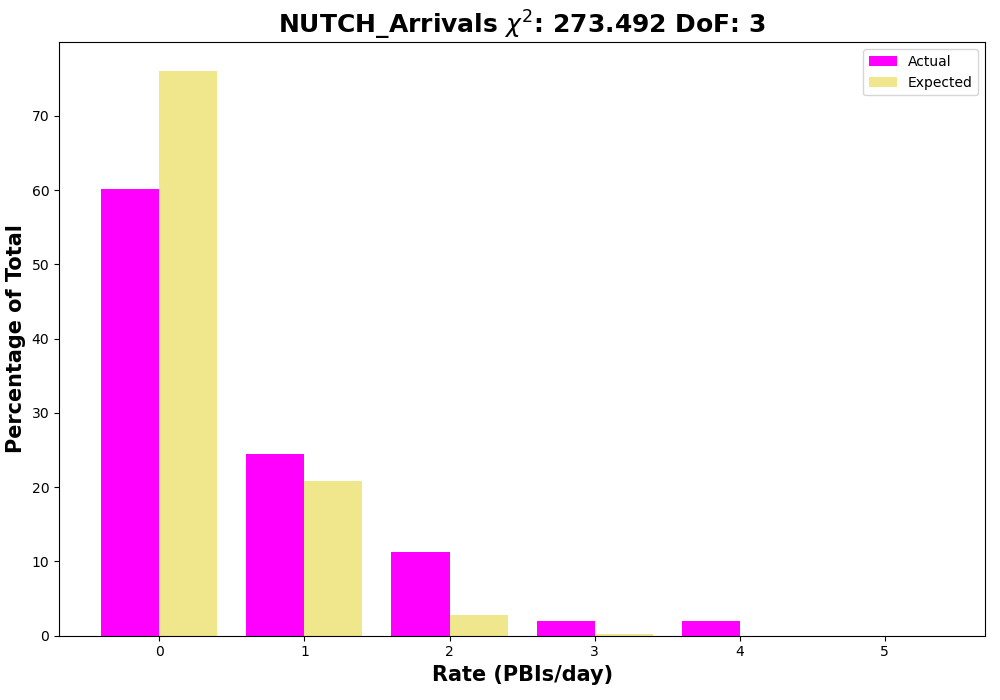 NUTCH_Arrivals χ²: 273.492 DoF: 3
Actual
Expected
Percentage of Total
70
60
50
40
30
20
10
0
0 1 2 3 4 5
Rate (PBIs/day)